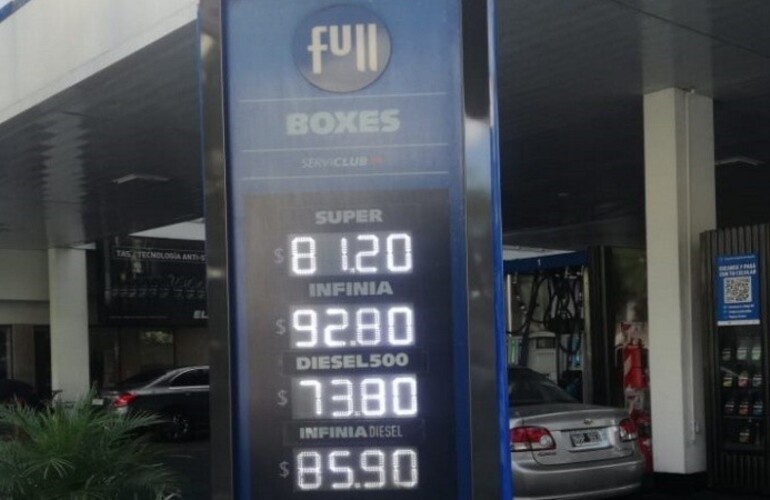 full
BOXES
SERVICLUB
SUPER
$ 81.20
INFINIA
$ 92.80
DIESEL500
$ 73.80
INFINIA DIESEL
$ 85.90